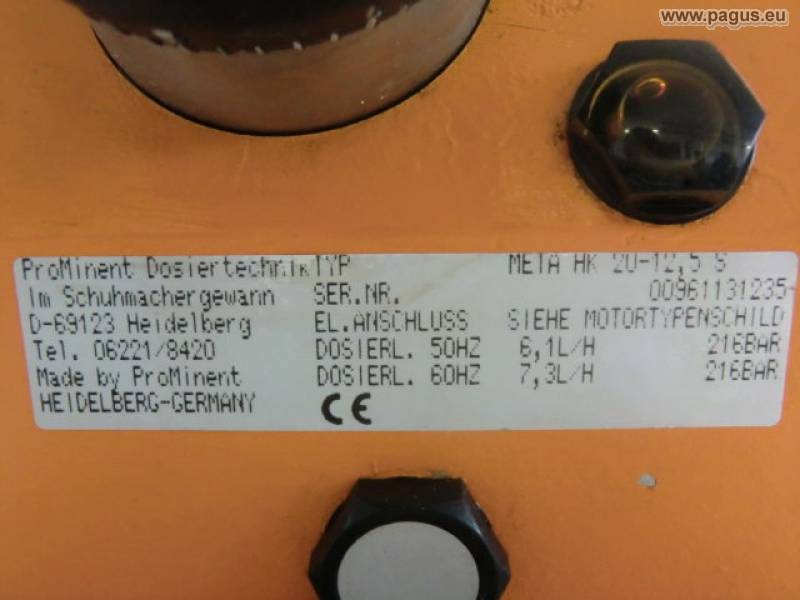 www.pagus.eu
ProMinent Dosiertechnik TYP META HK 20-12,5 S
Im Schuhmachergewann SER.NR. 00961131235-
D-69123 Heidelberg EL.ANSCHLUSS SIEHE MOTORTYPENSCHILD
Tel. 06221/8420 DOSIERL. 50HZ 6,1L/H 216BAR
Made by ProMinent DOSIERL. 60HZ 7,3L/H 216BAR
HEIDELBERG-GERMANY CE